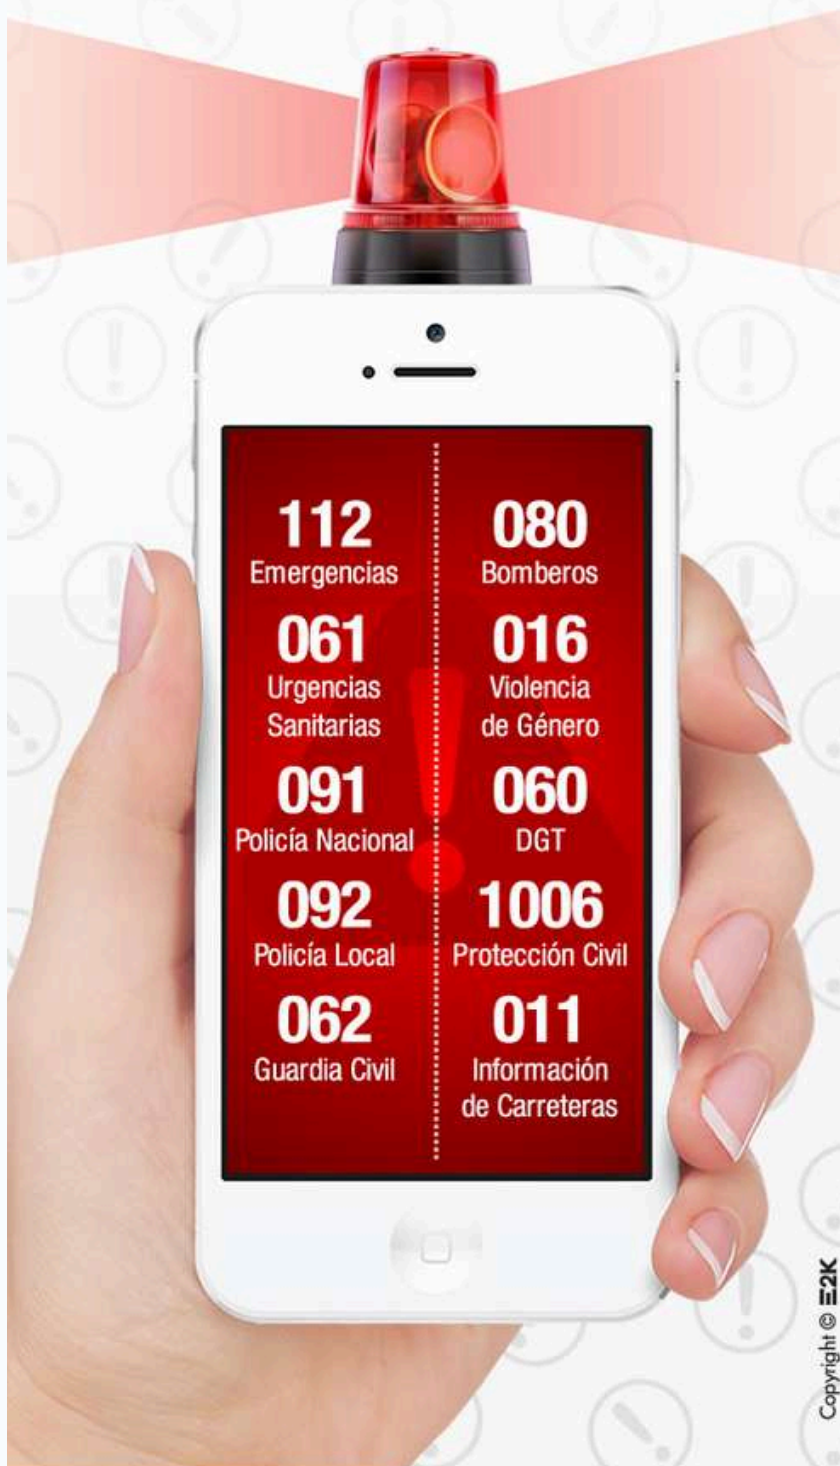 112
Emergencias
061
Urgencias
Sanitarias
091
Policía Nacional
092
Policía Local
062
Guardia Civil
080
Bomberos
016
Violencia
de Género
060
DGT
1006
Protección Civil
011
Información
de Carreteras
Copyright © E2K